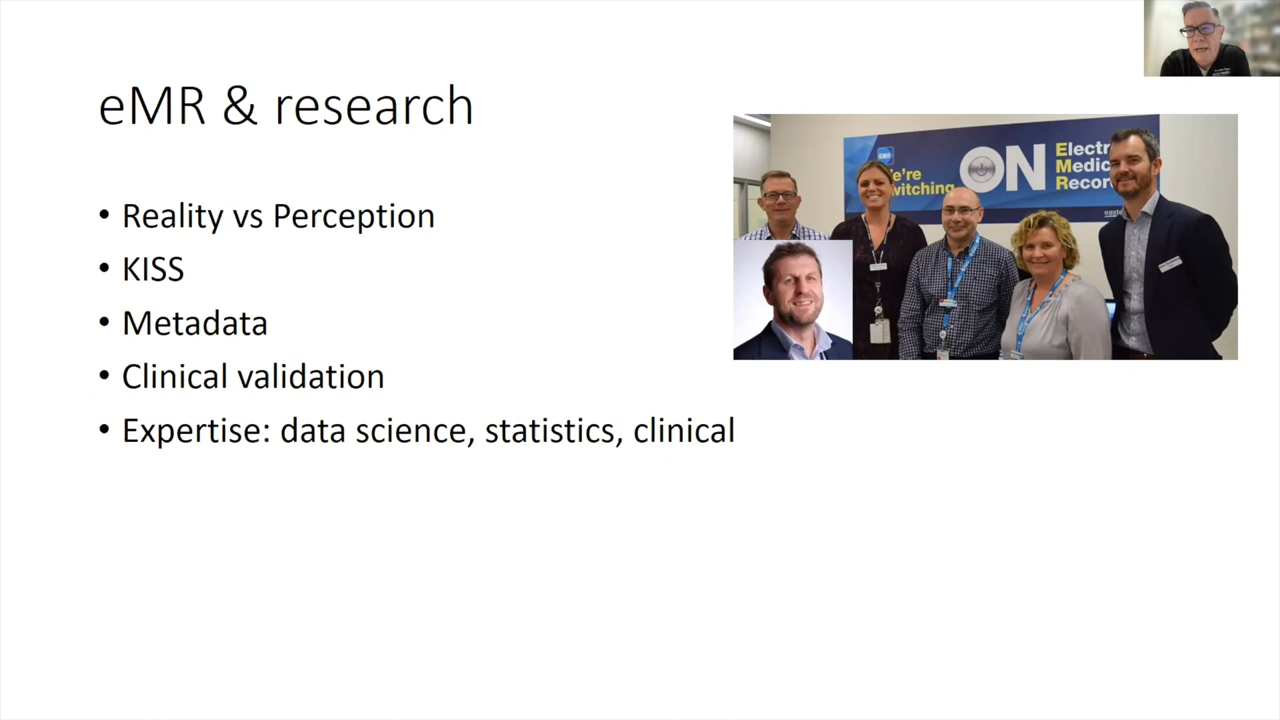 eMR & research
• Reality vs Perception
• KISS
• Metadata
• Clinical validation
• Expertise: data science, statistics, clinical
ON